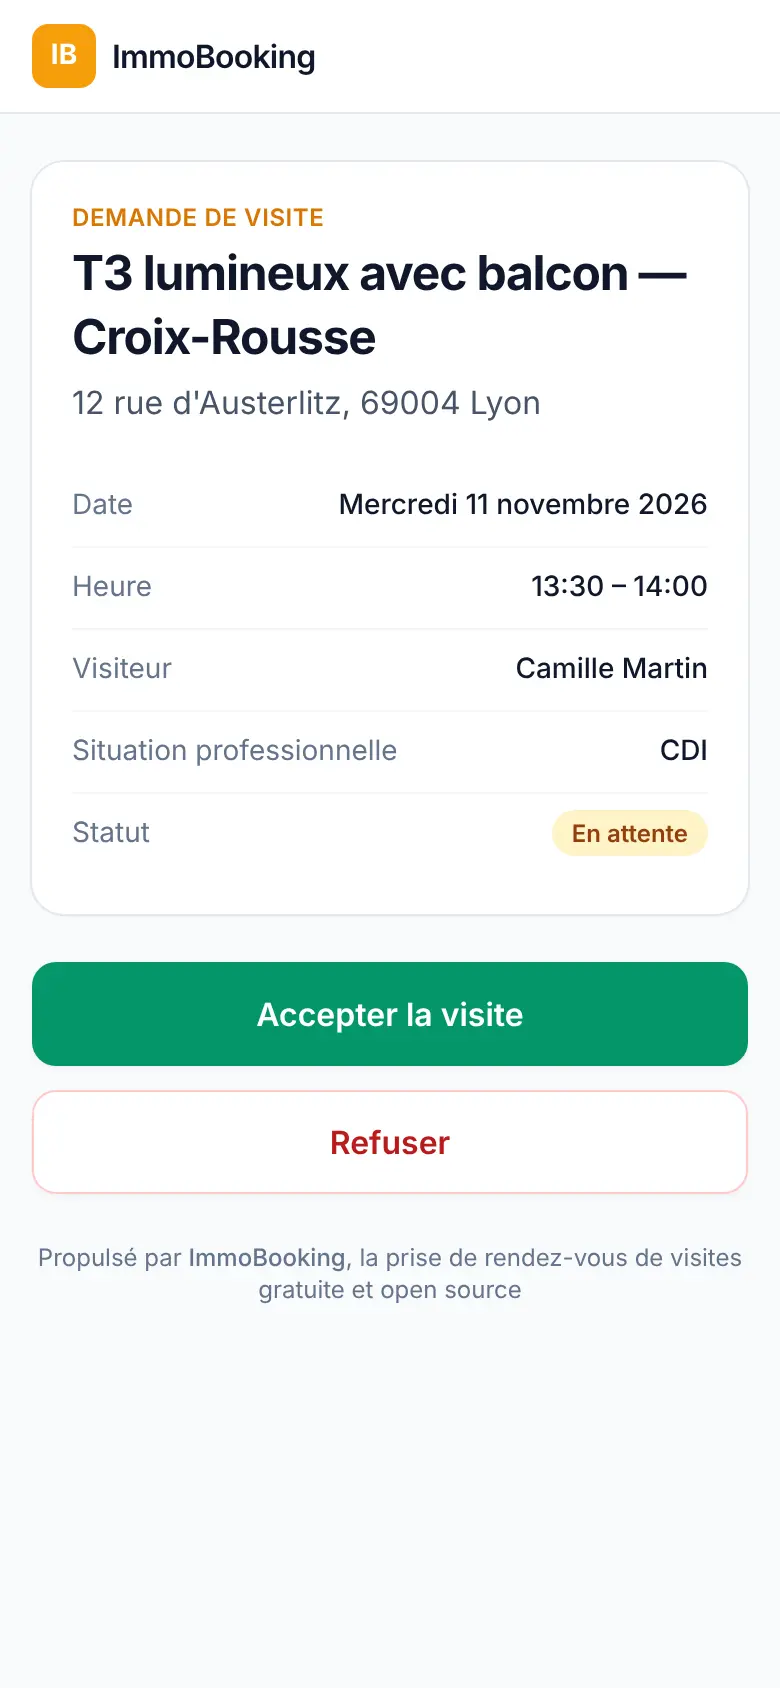 IB
ImmoBooking
DEMANDE DE VISITE
T3 lumineux avec balcon —
Croix-Rousse
12 rue d'Austerlitz, 69004 Lyon
Date Mercredi 11 novembre 2026
Heure 13:30 – 14:00
Visiteur Camille Martin
Situation professionnelle CDI
Statut En attente
Accepter la visite
Refuser
Propulsé par ImmoBooking, la prise de rendez-vous de visites
gratuite et open source